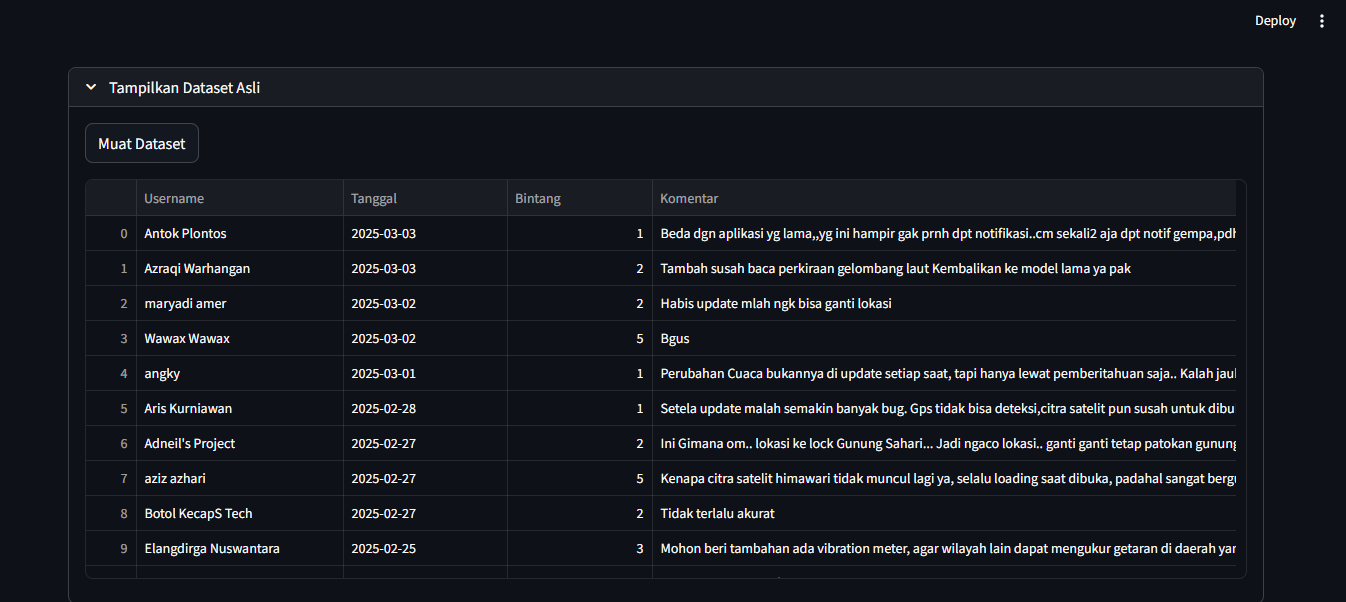 Deploy
Tampilkan Dataset Asli
Muat Dataset
Username Tanggal Bintang Komentar
0 Antok Plontos 2025-03-03 1 Beda dgn aplikasi yg lama,,yg ini hampir gak prnh dpt notifikasi..cm sekali2 aja dpt notif gempa,pdh
1 Azraqi Warhangan 2025-03-03 2 Tambah susah baca perkiraan gelombang laut Kembalikan ke model lama ya pak
2 maryadi amer 2025-03-02 2 Habis update mlah ngk bisa ganti lokasi
3 Wawax Wawax 2025-03-02 5 Bgus
4 angky 2025-03-01 1 Perubahan Cuaca bukannya di update setiap saat, tapi hanya lewat pemberitahuan saja.. Kalah jaul
5 Aris Kurniawan 2025-02-28 1 Setela update malah semakin banyak bug. Gps tidak bisa deteksi,citra satelit pun susah untuk dibu
6 Adneil's Project 2025-02-27 2 Ini Gimana om.. lokasi ke lock Gunung Sahari... Jadi ngaco lokasi.. ganti ganti tetap patokan gunung
7 aziz azhari 2025-02-27 5 Kenapa citra satelit himawari tidak muncul lagi ya, selalu loading saat dibuka, padahal sangat bergu
8 Botol KecapS Tech 2025-02-27 2 Tidak terlalu akurat
9 Elangdirga Nuswantara 2025-02-25 3 Mohon beri tambahan ada vibration meter, agar wilayah lain dapat mengukur getaran di daerah yan